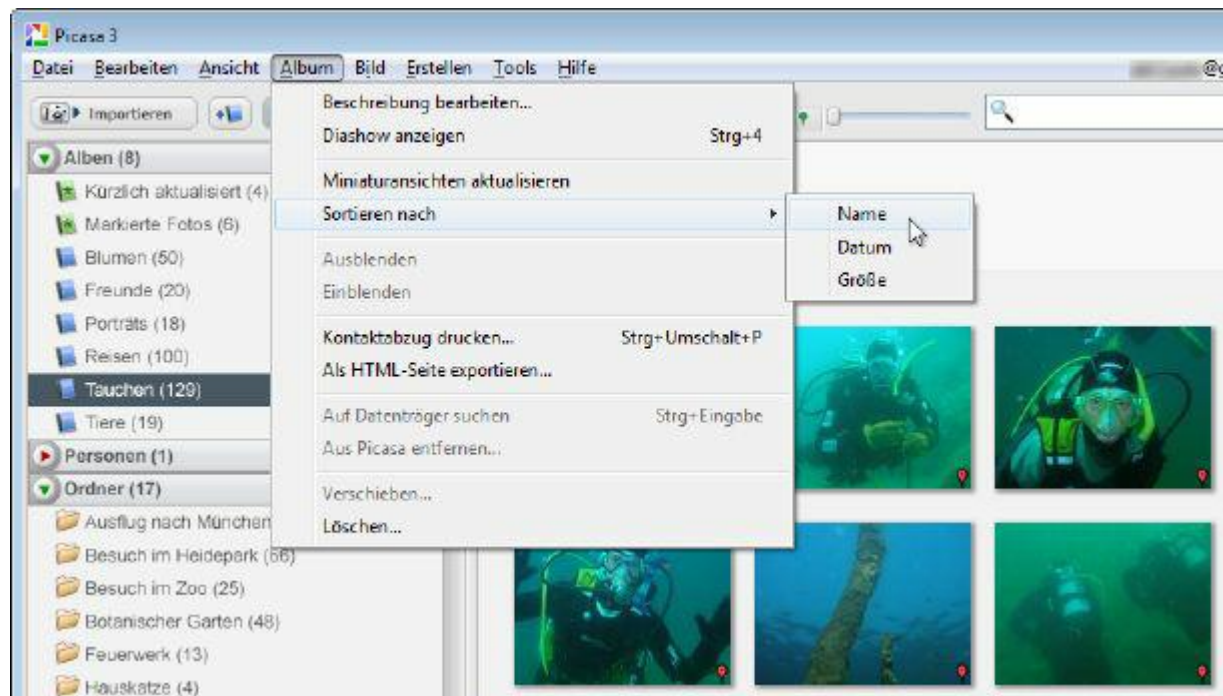 Picasa 3
Datei Bearbeiten Ansicht Album Bild Erstellen Tools Hilfe
Importieren
Alben (8)
Kürzlich aktualisiert (4)
Markierte Fotos (6)
Blumen (50)
Freunde (20)
Porträts (18)
Reisen (100)
Tauchen (129)
Tiere (19)
Personen (1)
Ordner (17)
Ausflug nach München
Besuch im Heidepark (66)
Besuch im Zoo (25)
Botanischer Garten (48)
Feuerwerk (13)
Hauskatze (4)
Beschreibung bearbeiten...
Diashow anzeigen Strg+4
Miniaturansichten aktualisieren
Sortieren nach
Ausblenden
Einblenden
Kontaktabzug drucken... Strg+Umschalt+P
Als HTML-Seite exportieren...
Auf Datenträger suchen Strg+Eingabe
Aus Picasa entfernen...
Verschieben...
Löschen...
Name
Datum
Größe